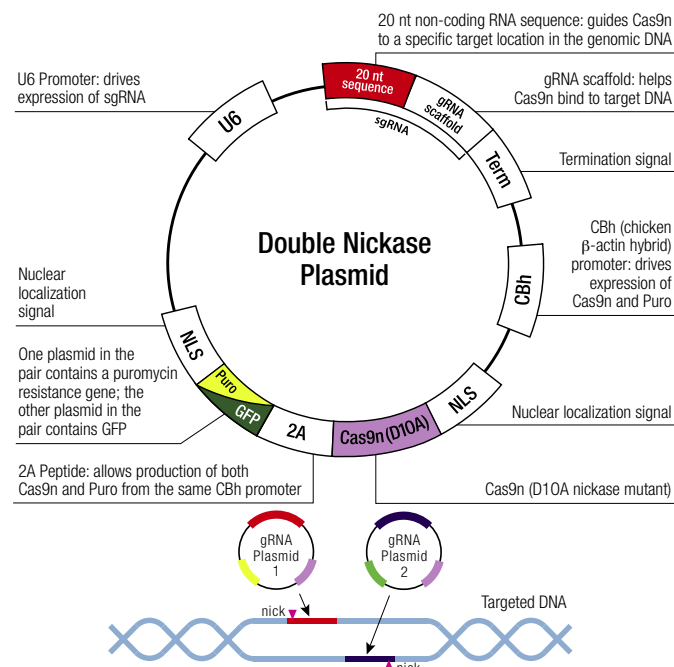 20 nt non-coding RNA sequence: guides Cas9n
to a specific target location in the genomic DNA
U6 Promoter: drives
expression of sgRNA
20 nt
sequence
gRNA
scaffold
sgRNA
gRNA scaffold: helps
Cas9n bind to target DNA
U6
Term
Termination signal
Double Nickase
Plasmid
CBh
CBh (chicken
β-actin hybrid)
promoter: drives
expression of
Cas9n and Puro
Nuclear
localization
signal
NLS
One plasmid in the
pair contains a puromycin
resistance gene; the
other plasmid in the
pair contains GFP
Puro
GFP
2A
Cas9n (D10A)
NLS
Nuclear localization signal
2A Peptide: allows production of both
Cas9n and Puro from the same CBh promoter
Cas9n (D10A nickase mutant)
gRNA
Plasmid
1
gRNA
Plasmid
2
nick
Targeted DNA
nick